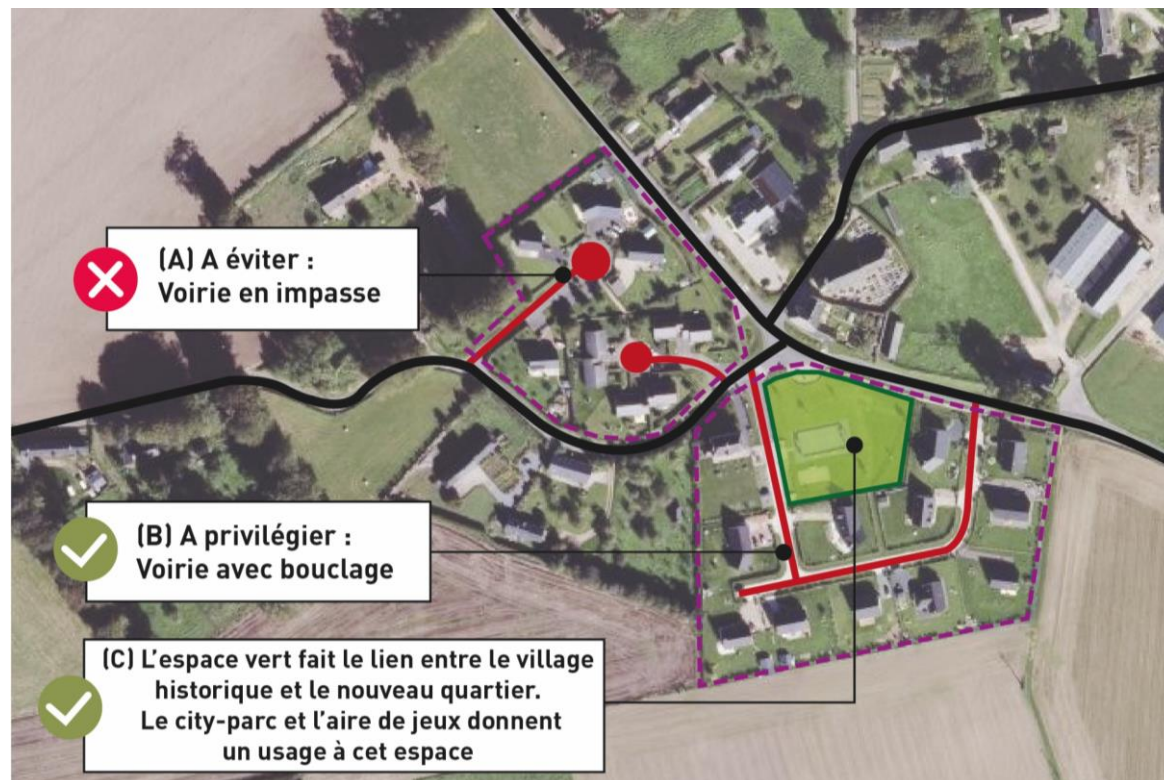 (A) A éviter :
Voirie en impasse
(B) A privilégier :
Voirie avec bouclage
(C) L’espace vert fait le lien entre le village
historique et le nouveau quartier.
Le city-parc et l’aire de jeux donnent
un usage à cet espace